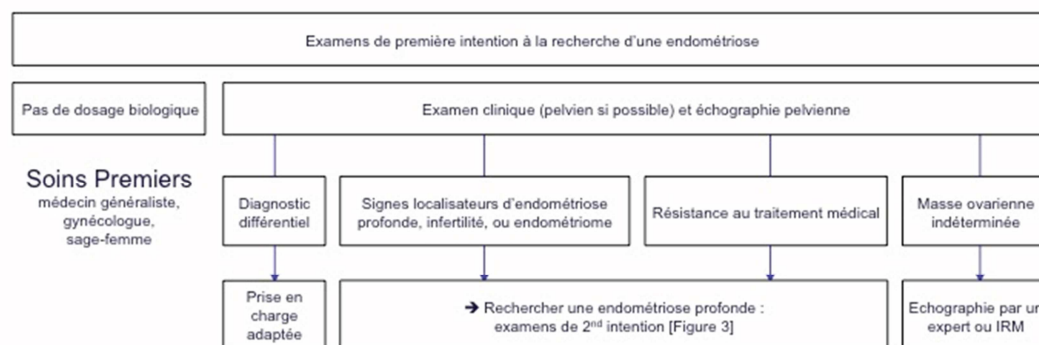 Examens de première intention à la recherche d'une endométriose
Pas de dosage biologique
Examen clinique (pelvien si possible) et échographie pelvienne
Soins Premiers
médecin généraliste,
gynécologue,
sage-femme
Diagnostic
différentiel
Signes localisateurs d'endométriose
profonde, infertilité, ou endométriome
Résistance au traitement médical
Masse ovarienne
indéterminée
Prise en
charge
adaptée
➔ Rechercher une endométriose profonde :
examens de 2nd intention [Figure 3]
Echographie par un
expert ou IRM